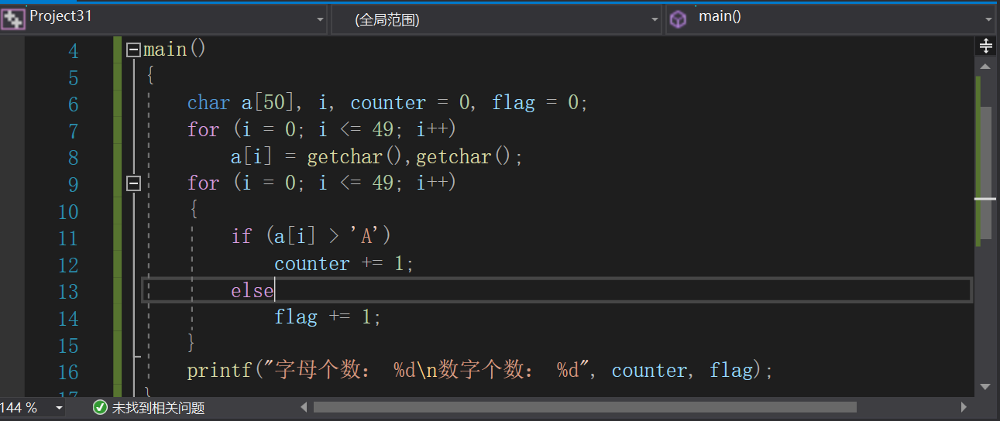 Project31 (全局范围) main()
4 main()
5 {
6 char a[50], i, counter = 0, flag = 0;
7 for (i = 0; i <= 49; i++)
8 a[i] = getchar(),getchar();
9 for (i = 0; i <= 49; i++)
10 {
11 if (a[i] > 'A')
12 counter += 1;
13 else
14 flag += 1;
15 }
16 printf("字母个数： %d\n数字个数： %d", counter, flag);
17 }
144 % 未找到相关问题